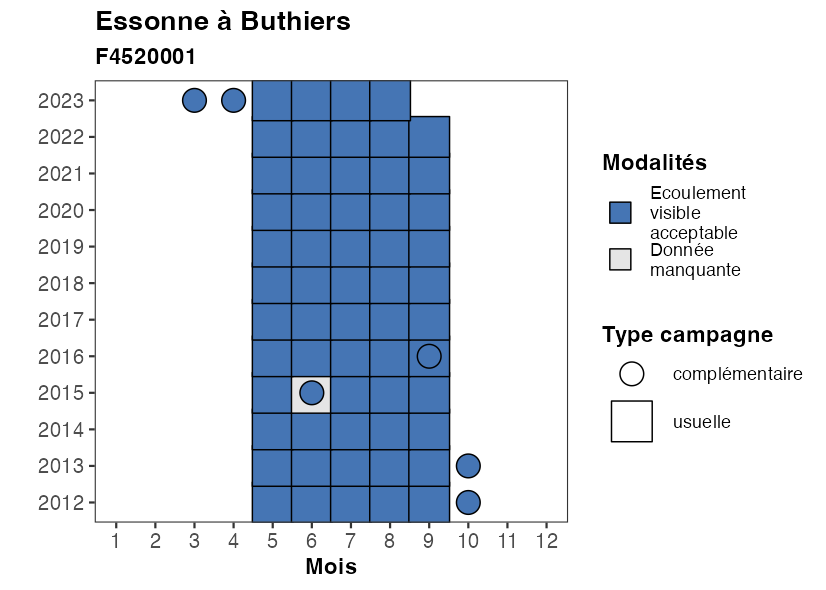 Essonne à Buthiers
F4520001
2023
2022
2021
2020
2019
2018
2017
2016
2015
2014
2013
2012
1 2 3 4 5 6 7 8 9 10 11 12
Mois
Modalités
Ecoulement
visible
acceptable
Donnée
manquante
Type campagne
complémentaire
usuelle